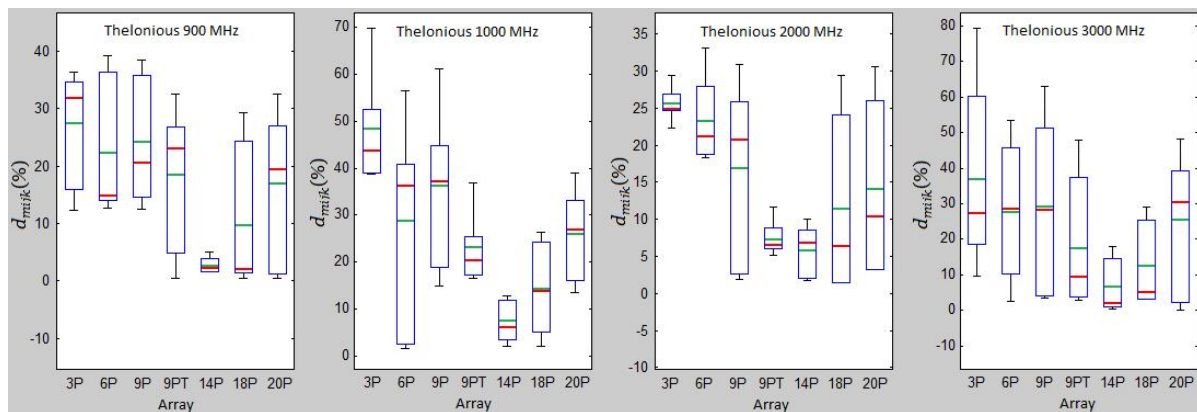 Thelonious 900 MHz
40
30
20
10
0
-10
d_miijk(%)
3P 6P 9P 9PT 14P 18P 20P
Array
Thelonious 1000 MHz
70
60
50
40
30
20
10
0
d_miijk(%)
3P 6P 9P 9PT 14P 18P 20P
Array
Thelonious 2000 MHz
35
30
25
20
15
10
5
0
-5
-10
d_miijk(%)
3P 6P 9P 9PT 14P 18P 20P
Array
Thelonious 3000 MHz
80
70
60
50
40
30
20
10
0
-10
d_miijk(%)
3P 6P 9P 9PT 14P 18P 20P
Array